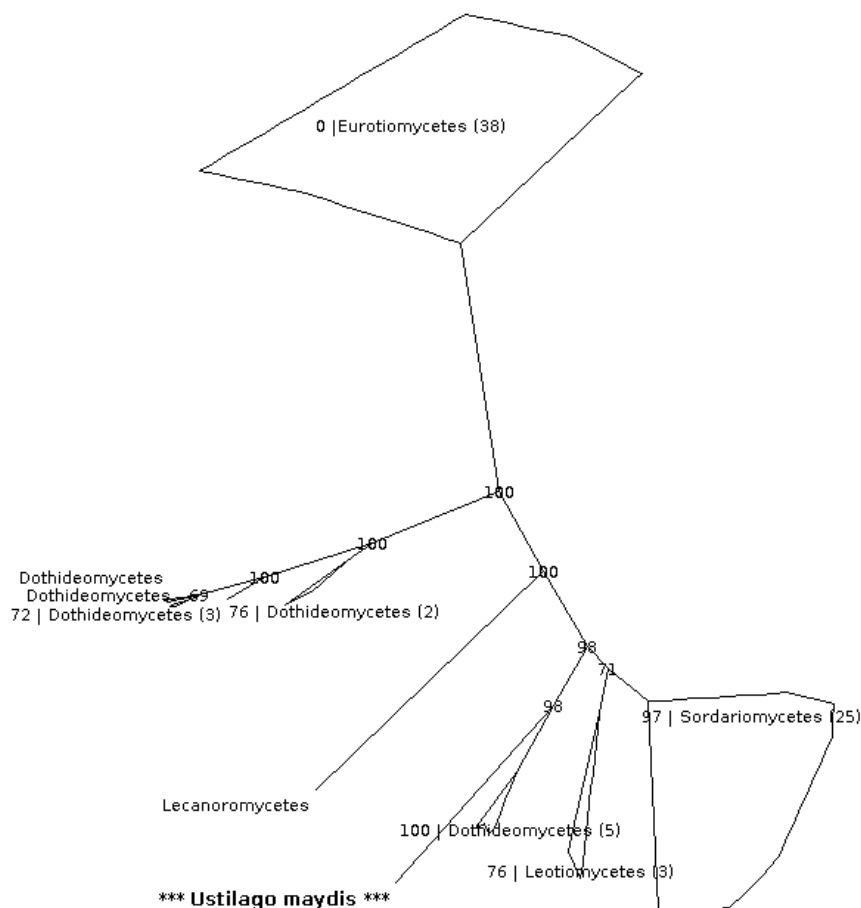 0 |Eurotiomycetes (38)
100
100
100
100
Dothideomycetes
Dothideomycetes 69
72 | Dothideomycetes (3)
76 | Dothideomycetes (2)
98
71
98
97 | Sordariomycetes (25)
Lecanoromycetes
100 | Dothideomycetes (5)
76 | Leotiomycetes (3)
*** Ustilago maydis ***